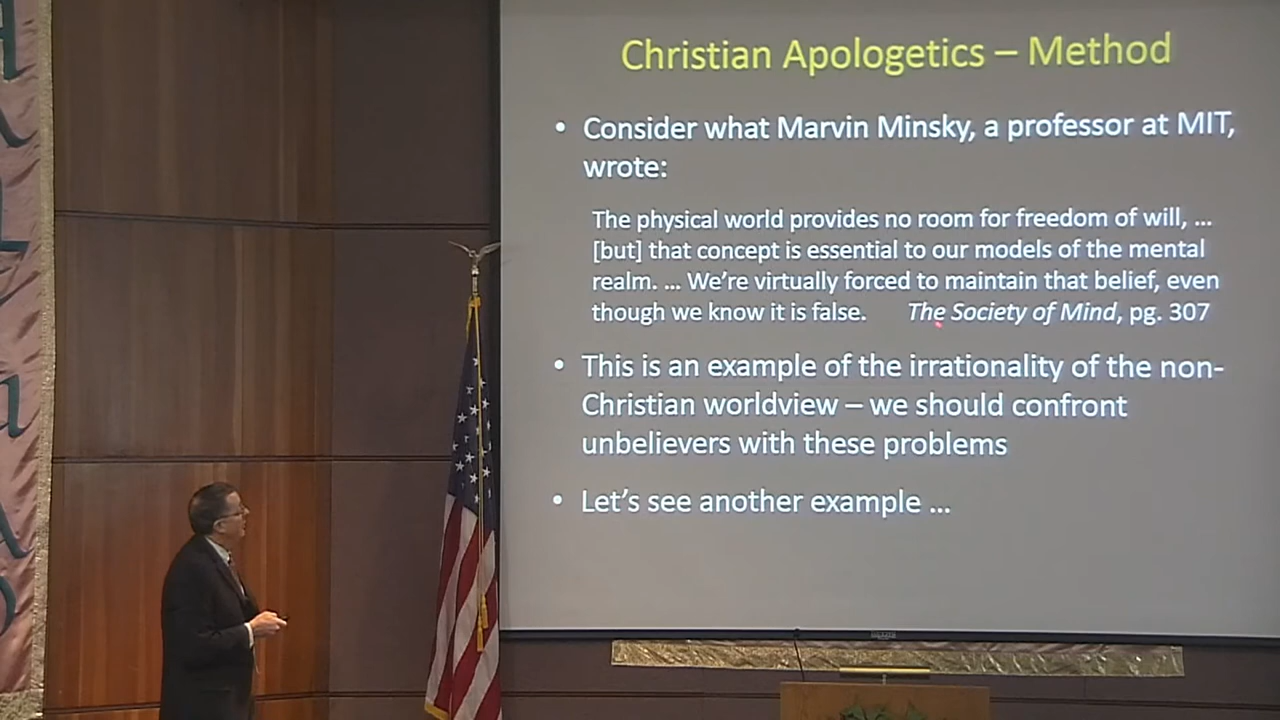 Christian Apologetics – Method
• Consider what Marvin Minsky, a professor at MIT,
wrote:
The physical world provides no room for freedom of will, ...
[but] that concept is essential to our models of the mental
realm. ... We’re virtually forced to maintain that belief, even
though we know it is false. The Society of Mind, pg. 307
• This is an example of the irrationality of the non-
Christian worldview – we should confront
unbelievers with these problems
• Let’s see another example ...